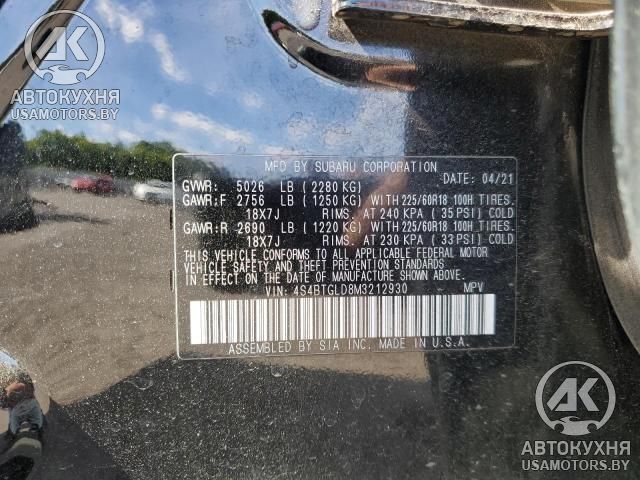 AK
АВТОКУХНЯ
USAMOTORS.BY
MFD BY SUBARU CORPORATION
GVWR: 5026 LB (2280 KG) DATE: 04/21
GAWR:F 2756 LB (1250 KG) WITH 225/60R18 100H TIRES.
18X7J RIMS. AT 240 KPA (35 PSI) COLD
GAWR:R 2690 LB (1220 KG) WITH 225/60R18 100H TIRES.
18X7J RIMS. AT 230 KPA (33 PSI) COLD
THIS VEHICLE CONFORMS TO ALL APPLICABLE FEDERAL MOTOR
VEHICLE SAFETY, BUMPER, AND THEFT PREVENTION
STANDARDS IN EFFECT ON THE DATE OF MANUFACTURE
SHOWN ABOVE.
VIN: 4S4BTGLD8M3212930 MPV
ASSEMBLED BY SIA INC. MADE IN U.S.A.
AK
АВТОКУХНЯ
USAMOTORS.BY